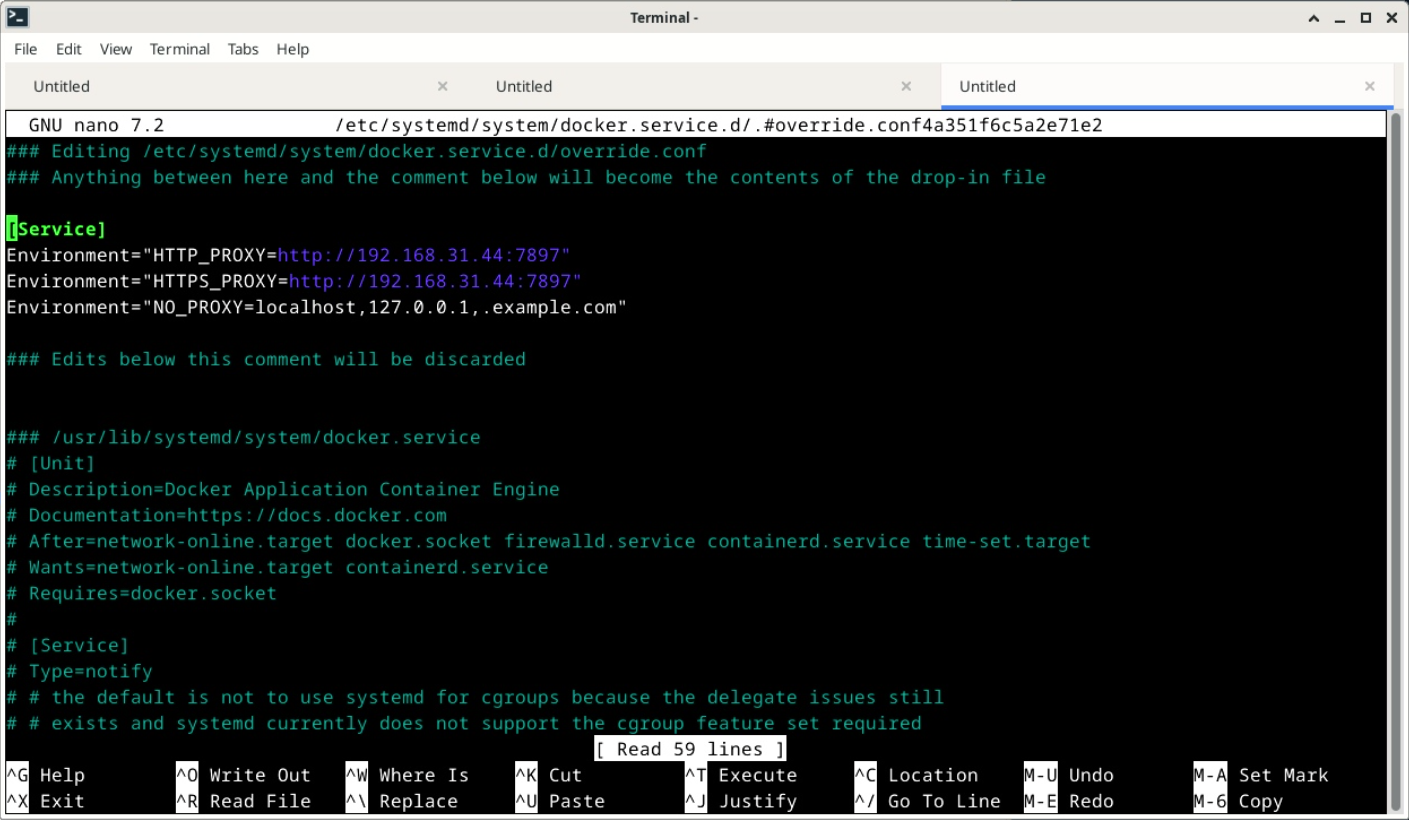 Terminal -
File Edit View Terminal Tabs Help
Untitled Untitled Untitled
GNU nano 7.2 /etc/systemd/system/docker.service.d/.#override.conf4a351f6c5a2e71e2
### Editing /etc/systemd/system/docker.service.d/override.conf
### Anything between here and the comment below will become the contents of the drop-in file
[Service]
Environment="HTTP_PROXY=http://192.168.31.44:7897"
Environment="HTTPS_PROXY=http://192.168.31.44:7897"
Environment="NO_PROXY=localhost,127.0.0.1,.example.com"
### Edits below this comment will be discarded
### /usr/lib/systemd/system/docker.service
# [Unit]
# Description=Docker Application Container Engine
# Documentation=https://docs.docker.com
# After=network-online.target docker.socket firewalld.service containerd.service time-set.target
# Wants=network-online.target containerd.service
# Requires=docker.socket
#
# [Service]
# Type=notify
# # the default is not to use systemd for cgroups because the delegate issues still
# # exists and systemd currently does not support the cgroup feature set required
[ Read 59 lines ]
^G Help ^O Write Out ^W Where Is ^K Cut ^T Execute ^C Location M-U Undo M-A Set Mark
^X Exit ^R Read File ^\ Replace ^U Paste ^J Justify ^/ Go To Line M-E Redo M-6 Copy